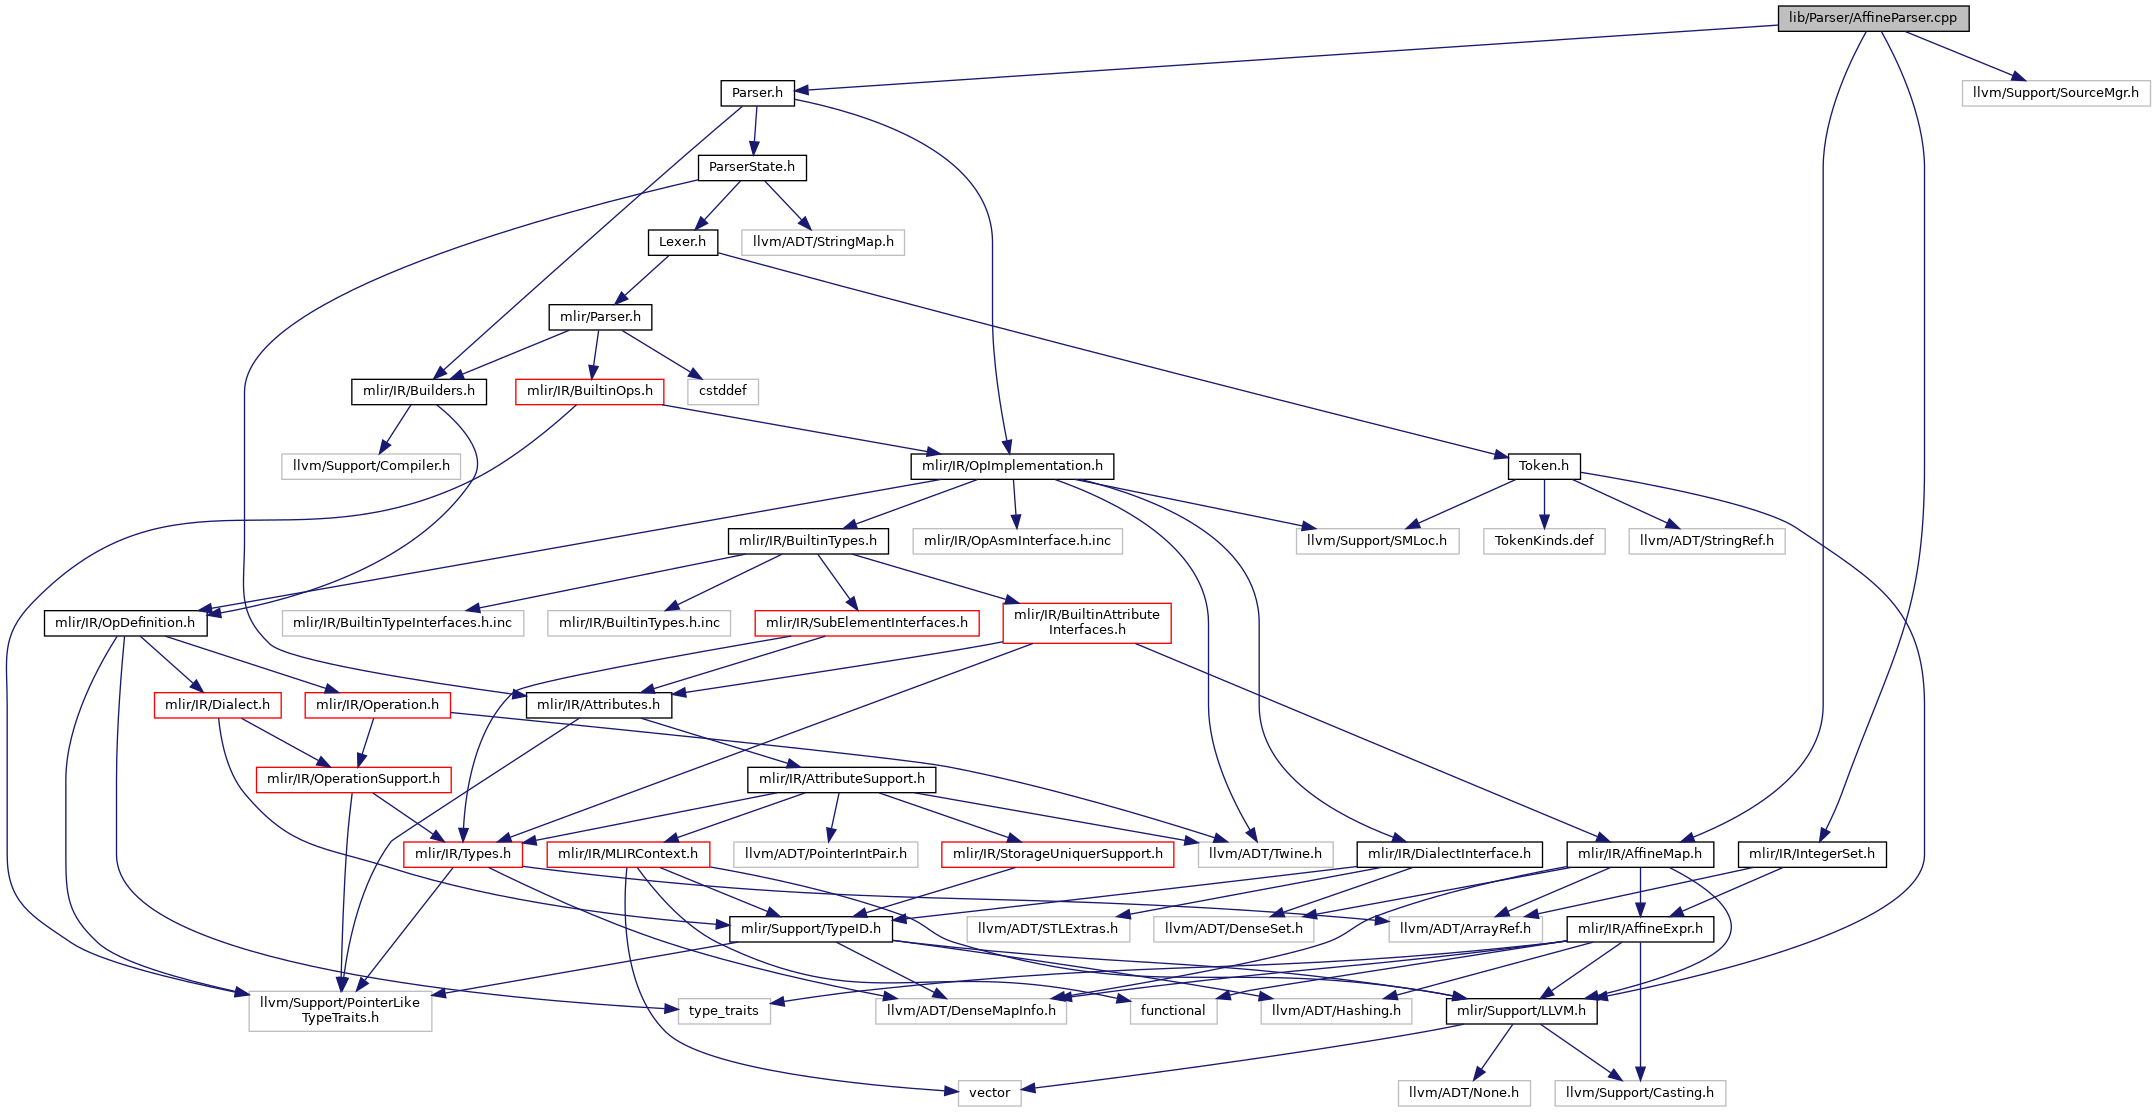 lib/Parser/AffineParser.cpp
Parser.h
llvm/Support/SourceMgr.h
ParserState.h
Lexer.h
llvm/ADT/StringMap.h
mlir/Parser.h
mlir/IR/Builders.h
mlir/IR/BuiltinOps.h
cstddef
llvm/Support/Compiler.h
mlir/IR/OpImplementation.h
Token.h
mlir/IR/BuiltinTypes.h
mlir/IR/OpAsmInterface.h.inc
llvm/Support/SMLoc.h
TokenKinds.def
llvm/ADT/StringRef.h
mlir/IR/OpDefinition.h
mlir/IR/BuiltinTypeInterfaces.h.inc
mlir/IR/BuiltinTypes.h.inc
mlir/IR/SubElementInterfaces.h
mlir/IR/BuiltinAttribute
Interfaces.h
mlir/IR/Dialect.h
mlir/IR/Operation.h
mlir/IR/Attributes.h
mlir/IR/OperationSupport.h
mlir/IR/AttributeSupport.h
mlir/IR/Types.h
mlir/IR/MLIRContext.h
llvm/ADT/PointerIntPair.h
mlir/IR/StorageUniquerSupport.h
llvm/ADT/Twine.h
mlir/IR/DialectInterface.h
mlir/IR/AffineMap.h
mlir/IR/IntegerSet.h
mlir/Support/TypeID.h
llvm/ADT/STLExtras.h
llvm/ADT/DenseSet.h
llvm/ADT/ArrayRef.h
mlir/IR/AffineExpr.h
llvm/Support/PointerLike
TypeTraits.h
type_traits
llvm/ADT/DenseMapInfo.h
functional
llvm/ADT/Hashing.h
mlir/Support/LLVM.h
vector
llvm/ADT/None.h
llvm/Support/Casting.h